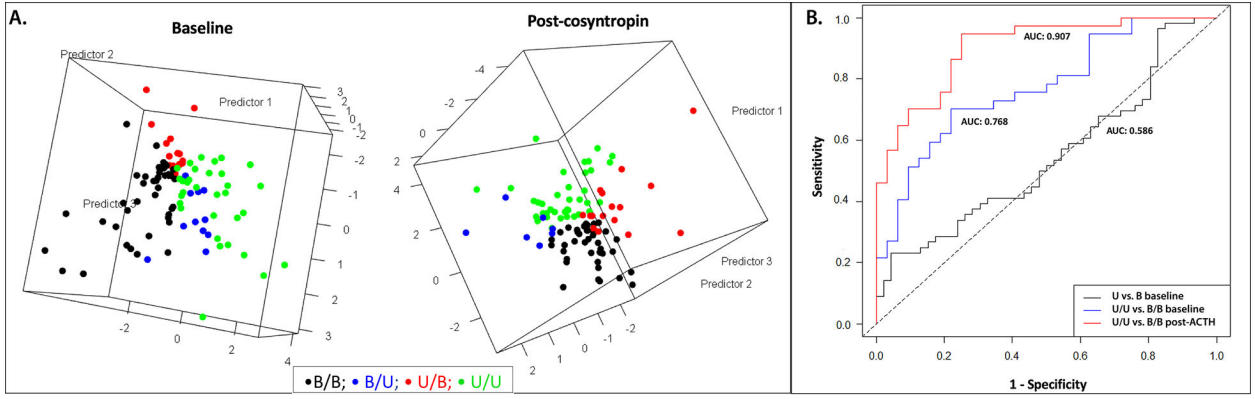 A.
Baseline
Post-cosyntropin
Predictor 2
Predictor 1
Predictor 3
3
2
1
0
-1
-2
-2
-1
0
1
2
3
-2
0
2
4
-4
-2
0
2
4
2
0
-2
Predictor 1
Predictor 3
Predictor 2
2
1
0
-1
-2
B/B; B/U; U/B; U/U
B.
Sensitivity
1.0
0.8
0.6
0.4
0.2
0.0
AUC: 0.907
AUC: 0.768
AUC: 0.586
U vs. B baseline
U/U vs. B/B baseline
U/U vs. B/B post-ACTH
0.0 0.2 0.4 0.6 0.8 1.0
1 - Specificity